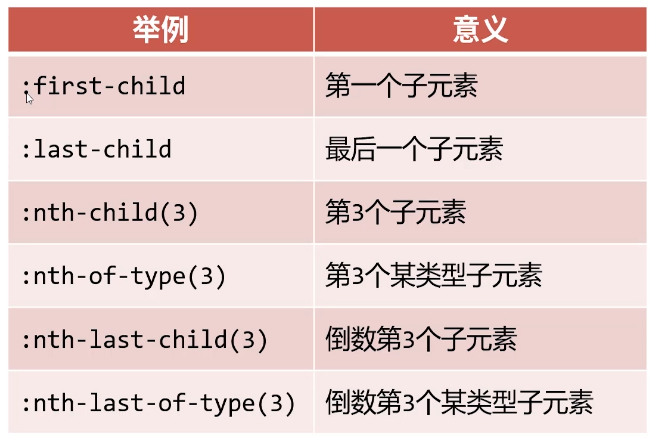 举例 意义
:first-child 第一个子元素
:last-child 最后一个子元素
:nth-child(3) 第3个子元素
:nth-of-type(3) 第3个某类型子元素
:nth-last-child(3) 倒数第3个子元素
:nth-last-of-type(3) 倒数第3个某类型子元素